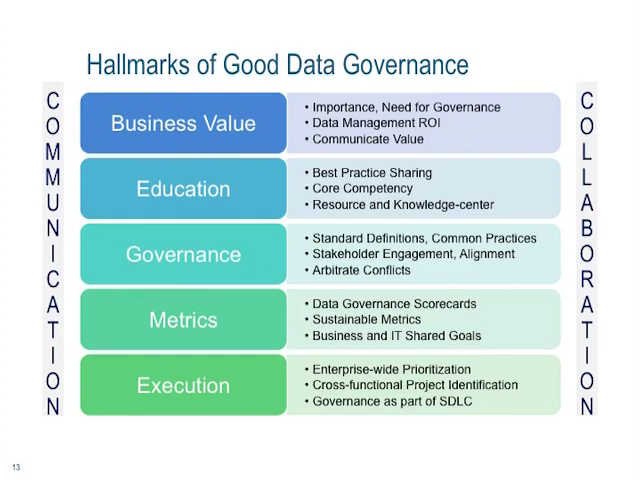 Hallmarks of Good Data Governance
COMMUNICATION
Business Value
• Importance, Need for Governance
• Data Management ROI
• Communicate Value
Education
• Best Practice Sharing
• Core Competency
• Resource and Knowledge-center
Governance
• Standard Definitions, Common Practices
• Stakeholder Engagement, Alignment
• Arbitrate Conflicts
Metrics
• Data Governance Scorecards
• Sustainable Metrics
• Business and IT Shared Goals
Execution
• Enterprise-wide Prioritization
• Cross-functional Project Identification
• Governance as part of SDLC
COLLABORATION
13